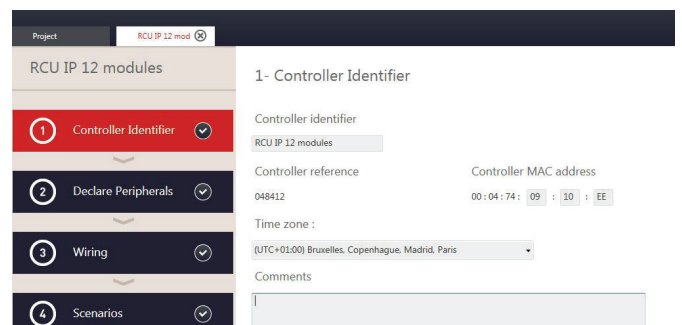 Project
RCU IP 12 mod
RCU IP 12 modules
1 Controller Identifier
2 Declare Peripherals
3 Wiring
4 Scenarios
1- Controller Identifier
Controller identifier
RCU IP 12 modules
Controller reference
048412
Controller MAC address
00 : 04 : 74 : 09 : 10 : EE
Time zone :
(UTC+01:00) Bruxelles, Copenhague, Madrid, Paris
Comments